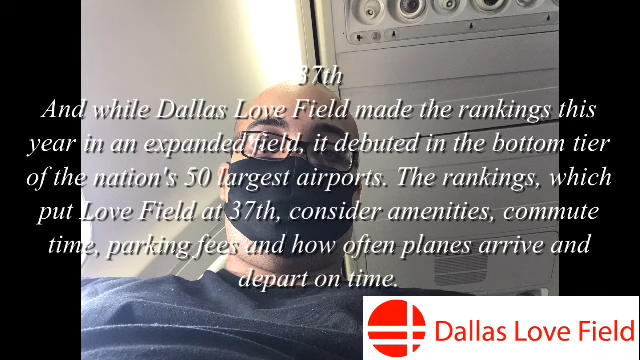 37th
And while Dallas Love Field made the rankings this
year in an expanded field, it debuted in the bottom tier
of the nation's 50 largest airports. The rankings, which
put Love Field at 37th, consider amenities, commute
time, parking fees and how often planes arrive and
depart on time.
Dallas Love Field